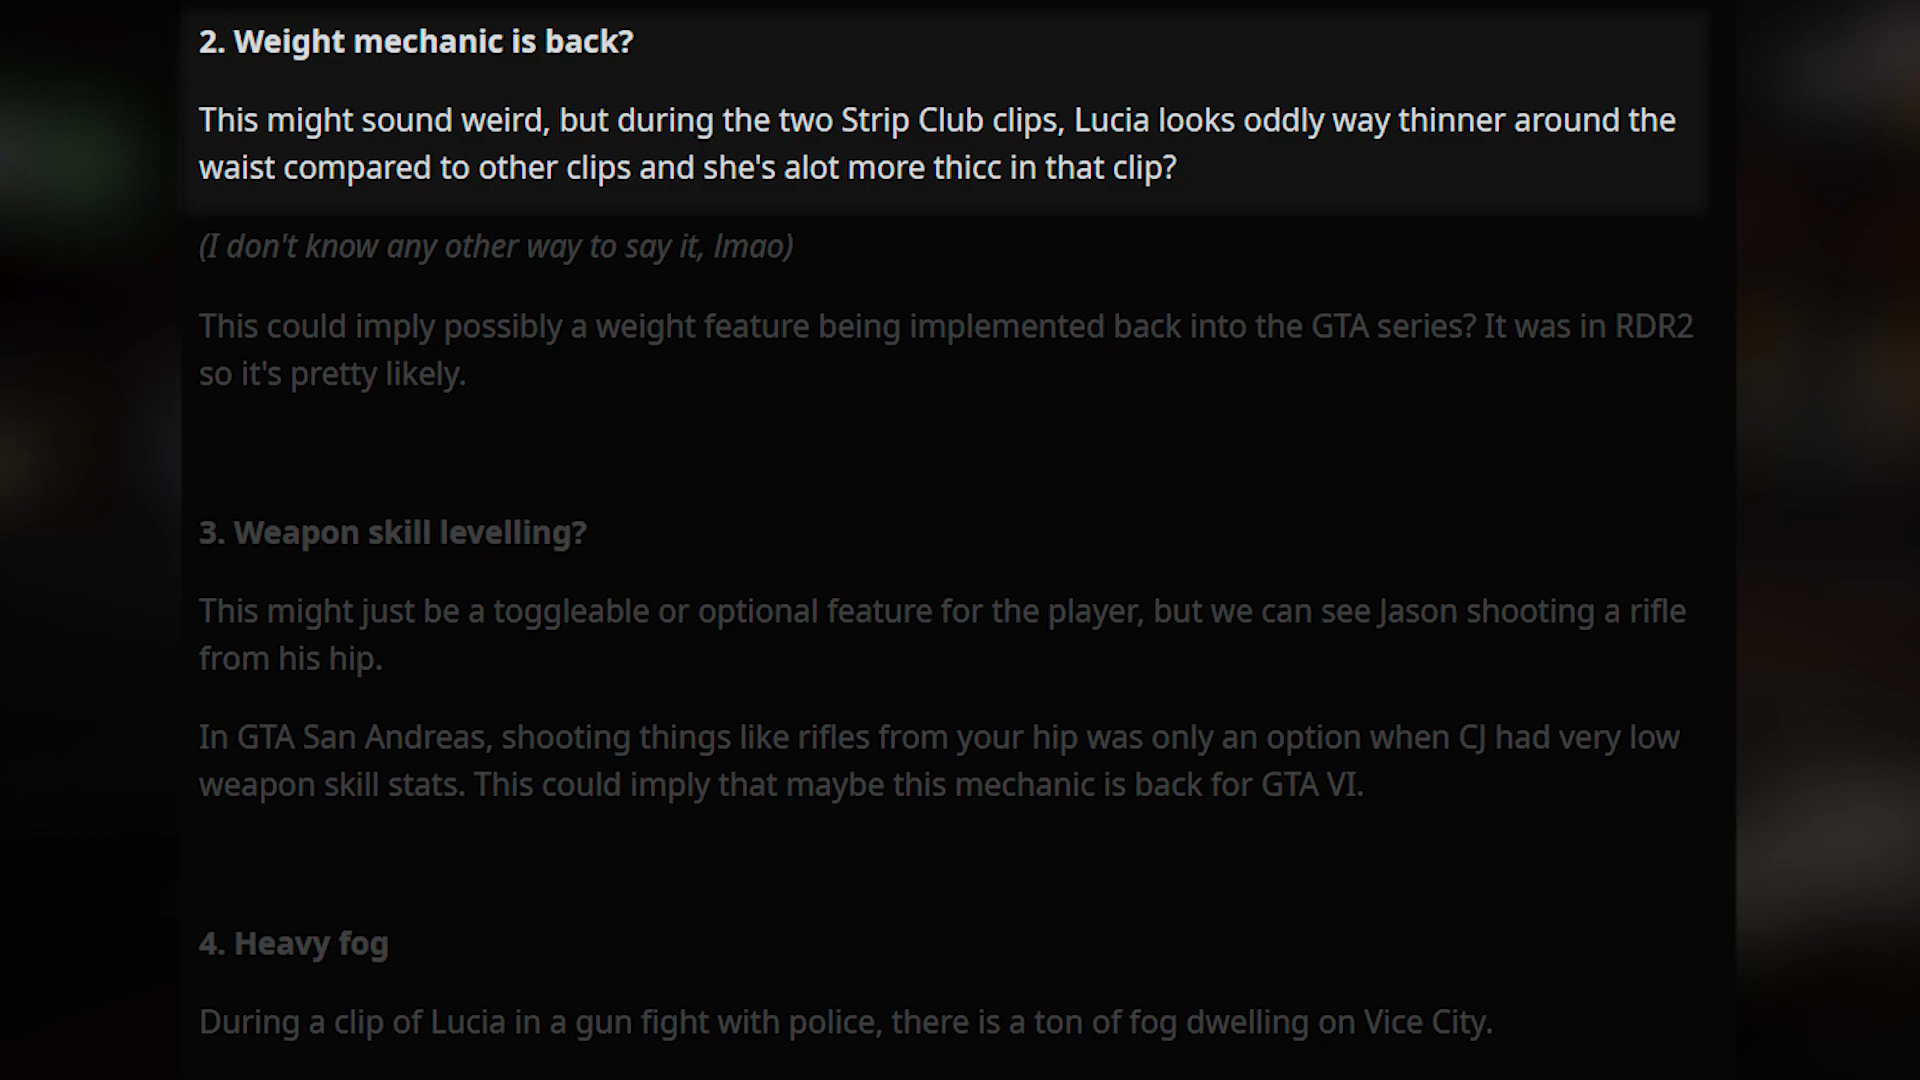 2. Weight mechanic is back?
This might sound weird, but during the two Strip Club clips, Lucia looks oddly way thinner around the
waist compared to other clips and she's alot more thicc in that clip?
(I don't know any other way to say it, lmao)
This could imply possibly a weight feature being implemented back into the GTA series? It was in RDR2
so it's pretty likely.
3. Weapon skill levelling?
This might just be a toggleable or optional feature for the player, but we can see Jason shooting a rifle
from his hip.
In GTA San Andreas, shooting things like rifles from your hip was only an option when CJ had very low
weapon skill stats. This could imply that maybe this mechanic is back for GTA VI.
4. Heavy fog
During a clip of Lucia in a gun fight with police, there is a ton of fog dwelling on Vice City.